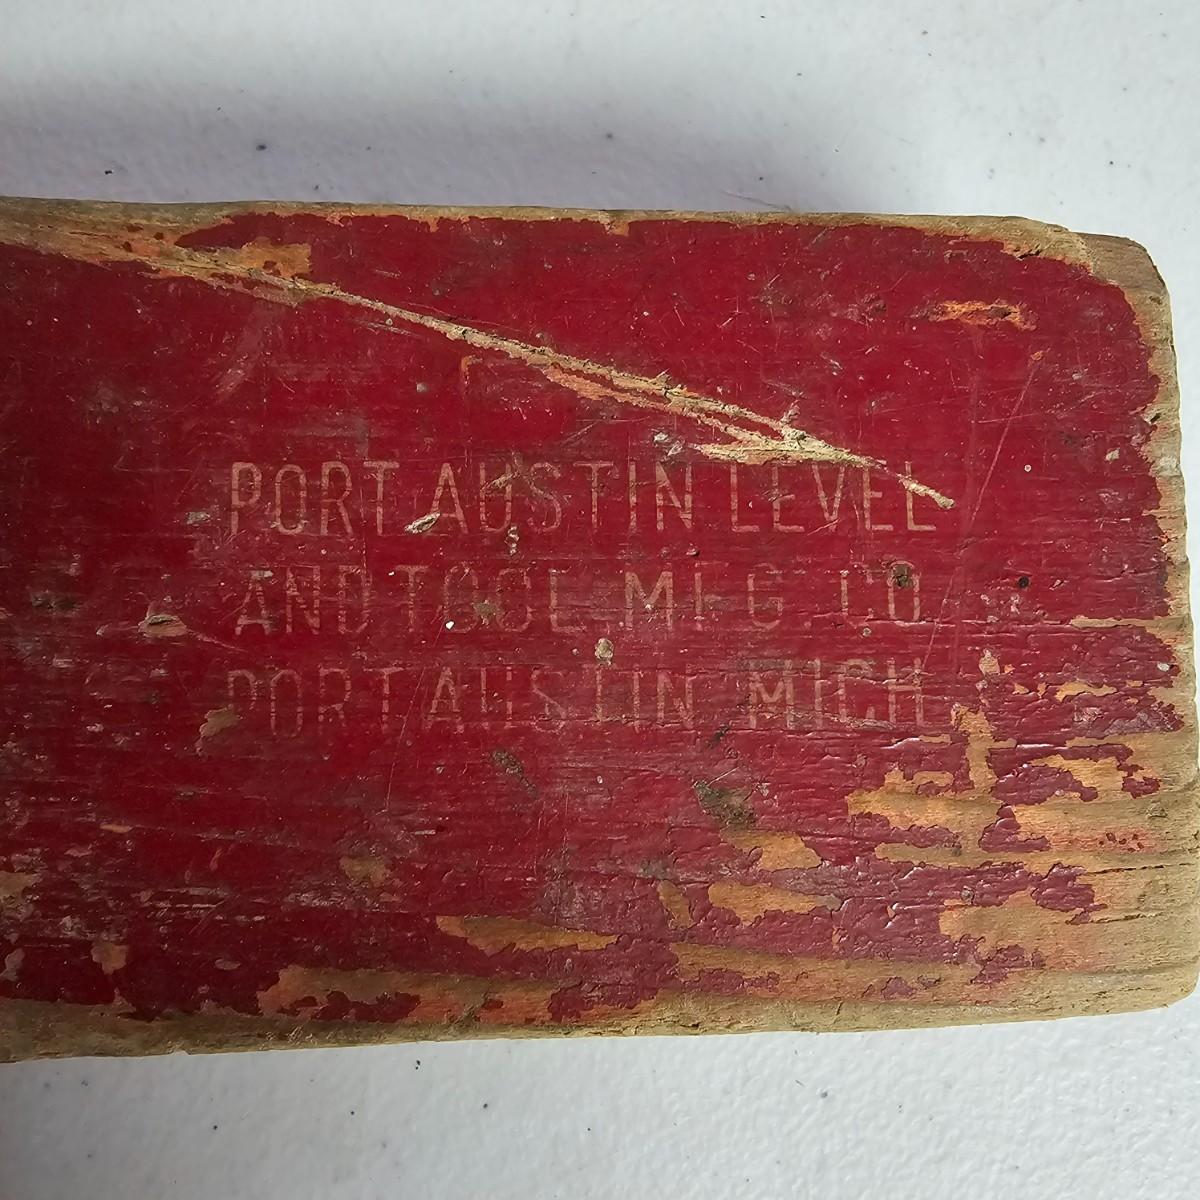 PORT AUSTIN LEVEL
AND TOOL MFG. CO
PORT AUSTIN MICH